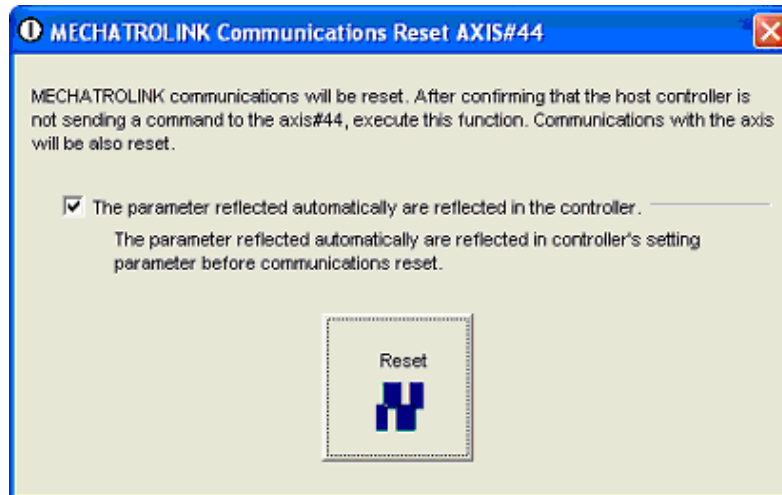 MECHATROLINK Communications Reset AXIS#44
MECHATROLINK communications will be reset. After confirming that the host controller is
not sending a command to the axis#44, execute this function. Communications with the axis
will be also reset.
The parameter reflected automatically are reflected in the controller.
The parameter reflected automatically are reflected in controller's setting
parameter before communications reset.
Reset